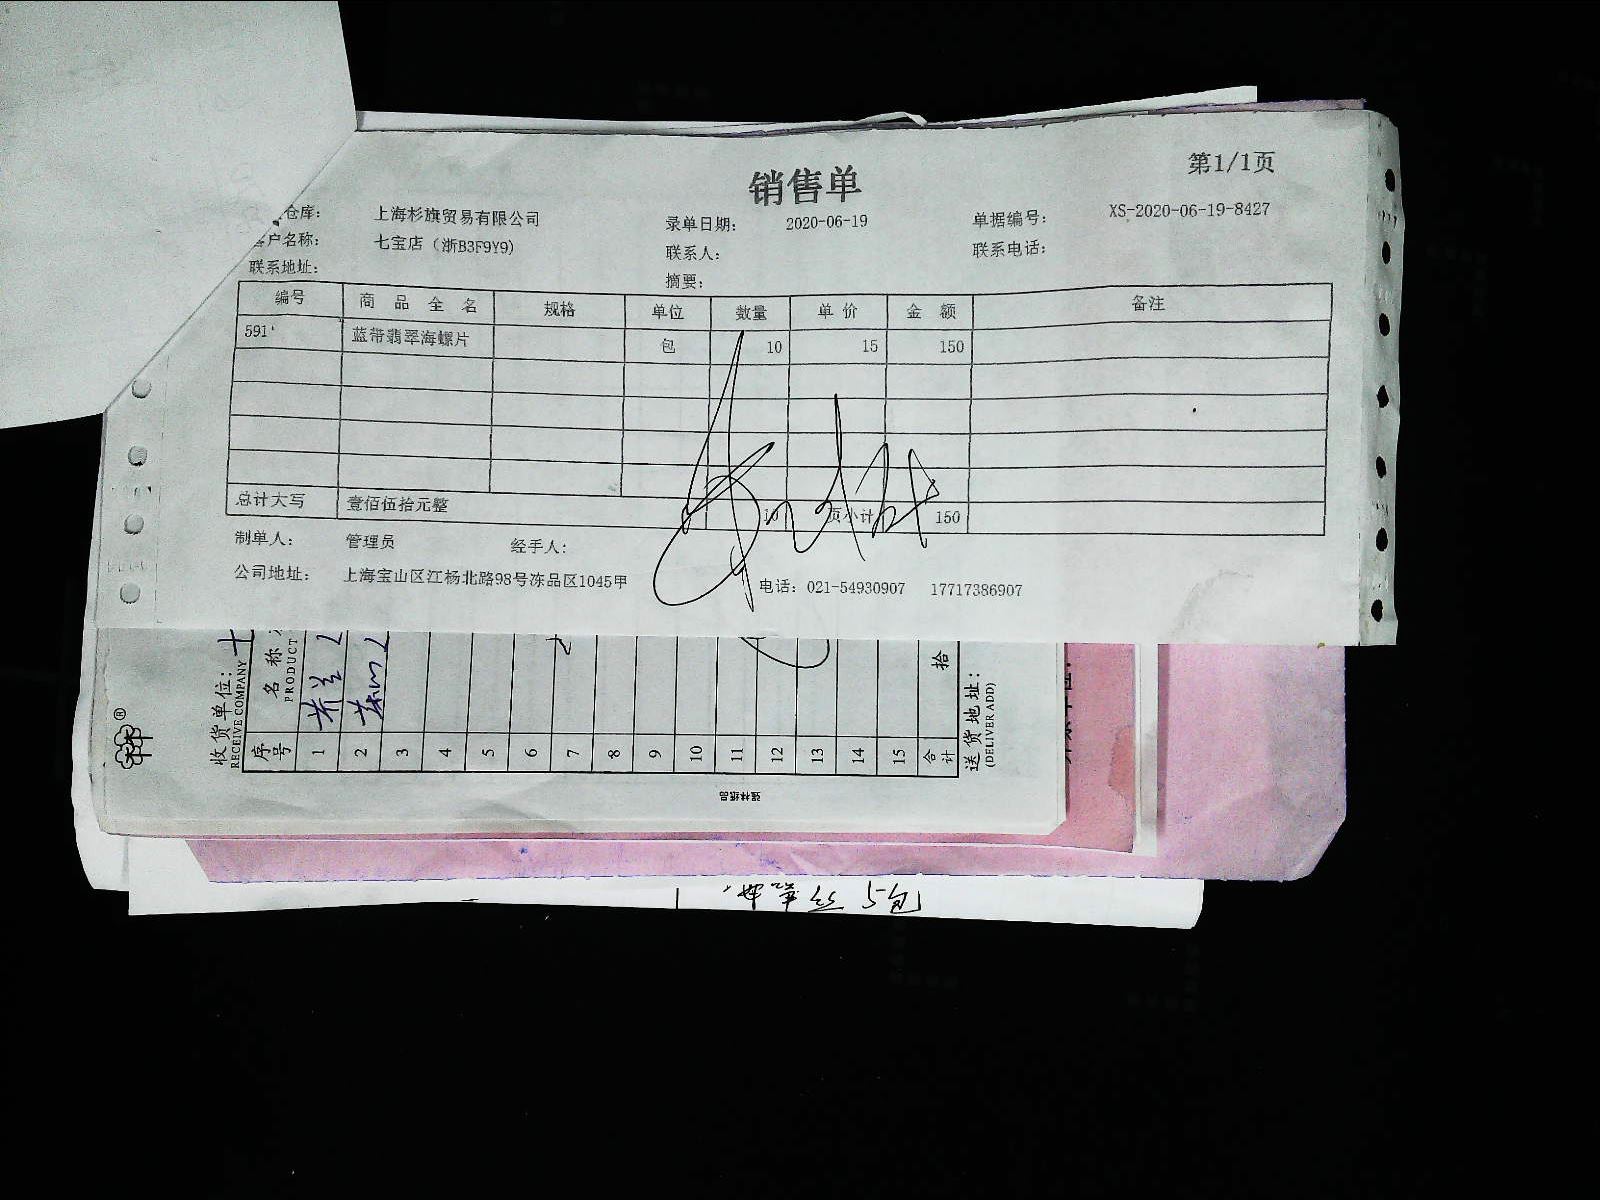 销售单
第1/1页
仓库： 上海杉旗贸易有限公司 录单日期： 2020-06-19 单据编号： XS-2020-06-19-8427
客户名称： 七宝店（浙B3F9Y9） 联系人： 联系电话：
联系地址： 摘要：
编号 商品全名 规格 单位 数量 单价 金额 备注
591 蓝带翡翠海螺片 包 10 15 150
总计大写 壹佰伍拾元整 10 页小计 150
制单人： 管理员 经手人：
公司地址： 上海宝山区江杨北路98号冻品区1045甲 电话：021-54930907 17717386907
收货单位：
RECEIVE COMPANY
序号 名称
PRODUCT
1
2
3
4
5
6
7
8
9
10
11
12
13
14
15
合计 拾
送货地址：
(DELIVER ADD)
强林纸品
5包